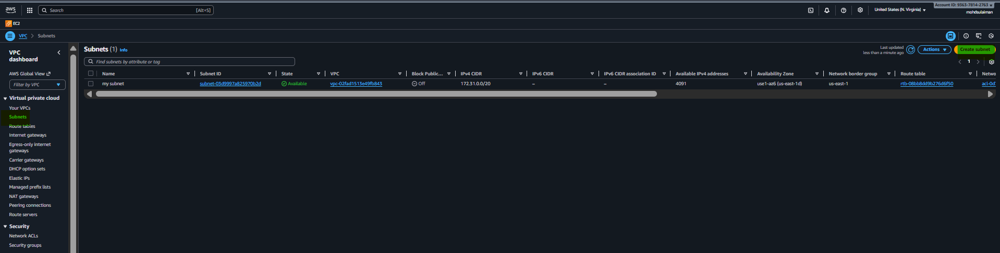 aws Search [Alt+S] United States (N. Virginia) Account ID: 9363-7814-2763
mohdsulaiman
EC2
VPC > Subnets
VPC dashboard
AWS Global View
Filter by VPC
Virtual private cloud
Your VPCs
Subnets
Route tables
Internet gateways
Egress-only internet
gateways
Carrier gateways
DHCP option sets
Elastic IPs
Managed prefix lists
NAT gateways
Peering connections
Route servers
Security
Network ACLs
Security groups
Subnets (1) Info
Last updated
less than a minute ago
Actions
Create subnet
Find subnets by attribute or tag
1
Name Subnet ID State VPC Block Public... IPv4 CIDR IPv6 CIDR IPv6 CIDR association ID Available IPv4 addresses Availability Zone Network border group Route table Netwo
my subnet subnet-03d9997a825970b2d Available vpc-02fad1513e49fb843 Off 172.31.0.0/20 – – 4091 use1-az6 (us-east-1d) us-east-1 rtb-08bb8dd9b276d6f50 acl-0d